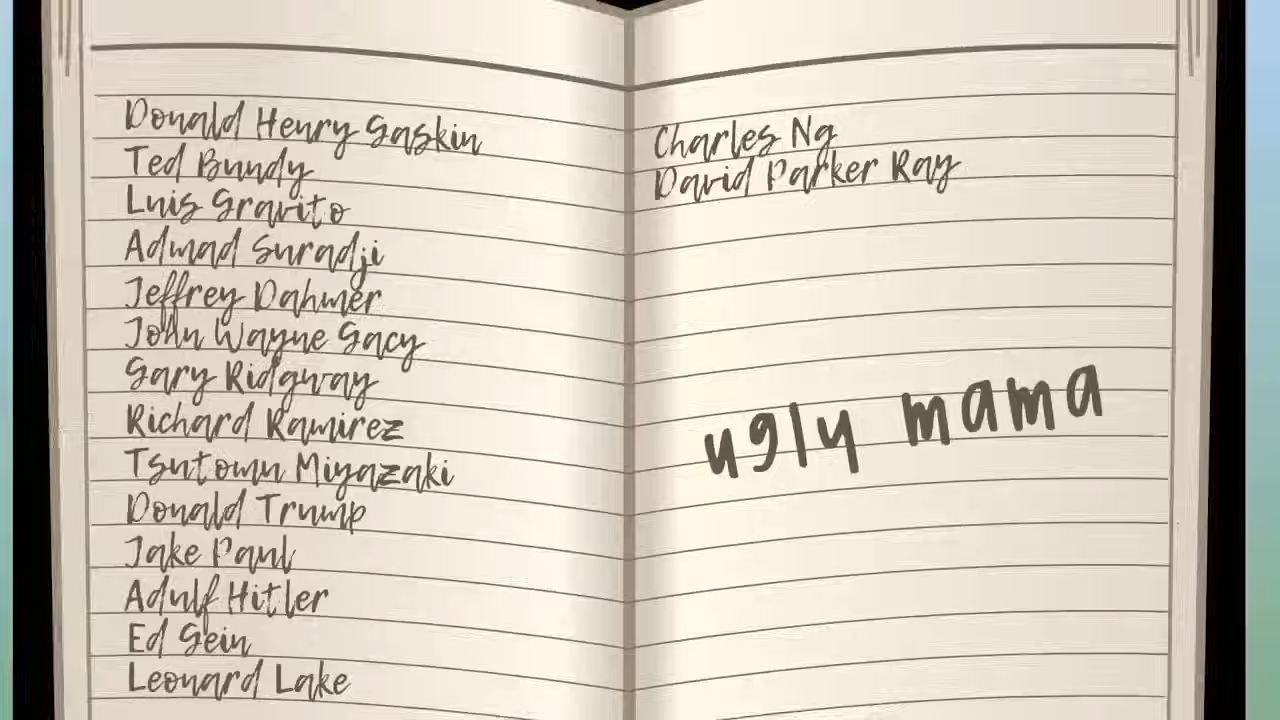 Donald Henry Gaskin
Ted Bundy
Luis Gravito
Admad Suradji
Jeffrey Dahmer
John Wayne Gacy
Gary Ridgway
Richard Ramirez
Tsutomu Miyazaki
Donald Trump
Jake Paul
Adulf Hitler
Ed Gein
Leonard Lake
Charles Ng
David Parker Ray
ugly mama